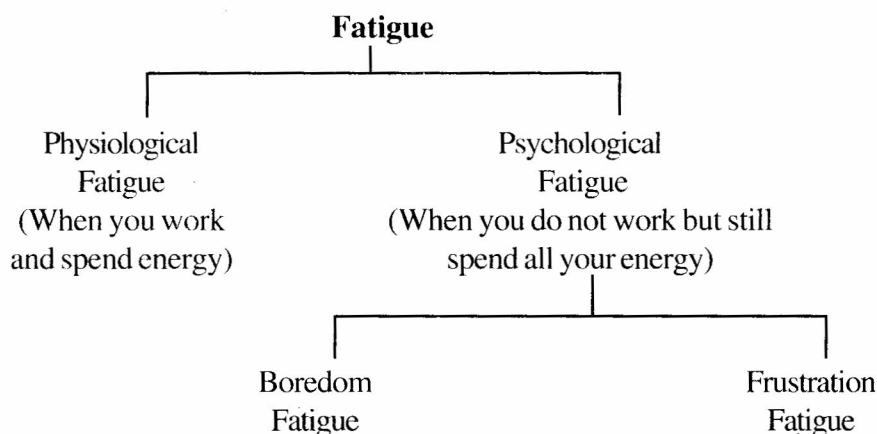 Fatigue
Physiological
Fatigue
(When you work
and spend energy)
Psychological
Fatigue
(When you do not work but still
spend all your energy)
Boredom
Fatigue
Frustration
Fatigue